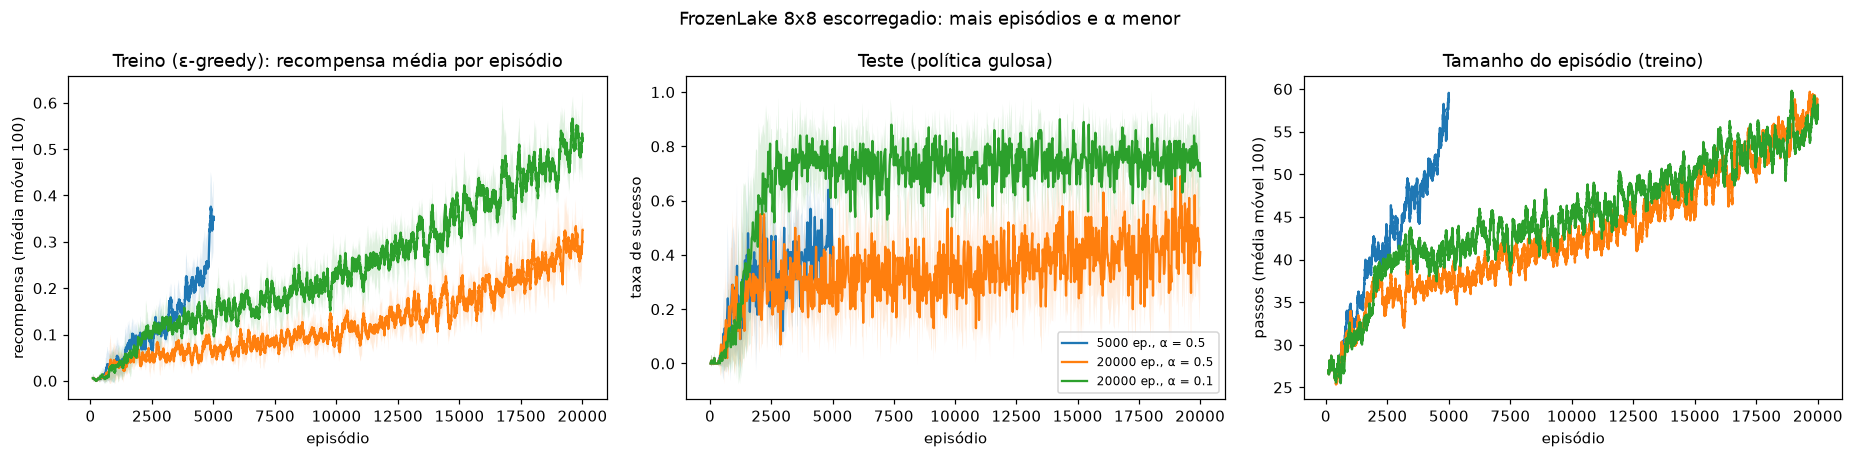 FrozenLake 8x8 escorregadio: mais episódios e α menor
Treino (ε-greedy): recompensa média por episódio
recompensa (média móvel 100)
0.6
0.5
0.4
0.3
0.2
0.1
0.0
0 2500 5000 7500 10000 12500 15000 17500 20000
episódio
Teste (política gulosa)
taxa de sucesso
1.0
0.8
0.6
0.4
0.2
0.0
5000 ep., α = 0.5
20000 ep., α = 0.5
20000 ep., α = 0.1
0 2500 5000 7500 10000 12500 15000 17500 20000
episódio
Tamanho do episódio (treino)
passos (média móvel 100)
60
55
50
45
40
35
30
25
0 2500 5000 7500 10000 12500 15000 17500 20000
episódio